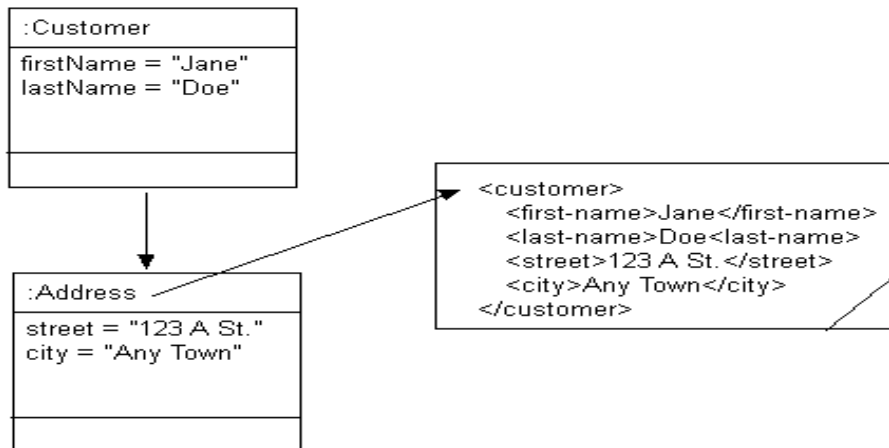 :Customer
firstName = "Jane"
lastName = "Doe"
:Address
street = "123 A St."
city = "Any Town"
<customer>
<first-name>Jane</first-name>
<last-name>Doe<last-name>
<street>123 A St.</street>
<city>Any Town</city>
</customer>